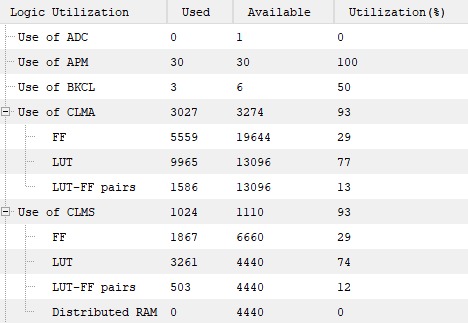 Logic Utilization Used Available Utilization(%)
Use of ADC 0 1 0
Use of APM 30 30 100
Use of BKCL 3 6 50
Use of CLMA 3027 3274 93
FF 5559 19644 29
LUT 9965 13096 77
LUT-FF pairs 1586 13096 13
Use of CLMS 1024 1110 93
FF 1867 6660 29
LUT 3261 4440 74
LUT-FF pairs 503 4440 12
Distributed RAM 0 4440 0